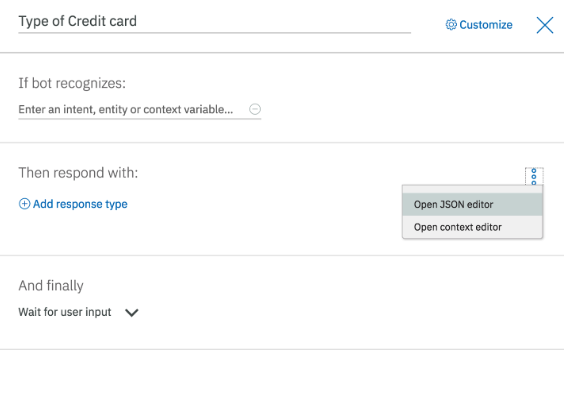 Type of Credit card
Customize
If bot recognizes:
Enter an intent, entity or context variable...
Then respond with:
Add response type
Open JSON editor
Open context editor
And finally
Wait for user input